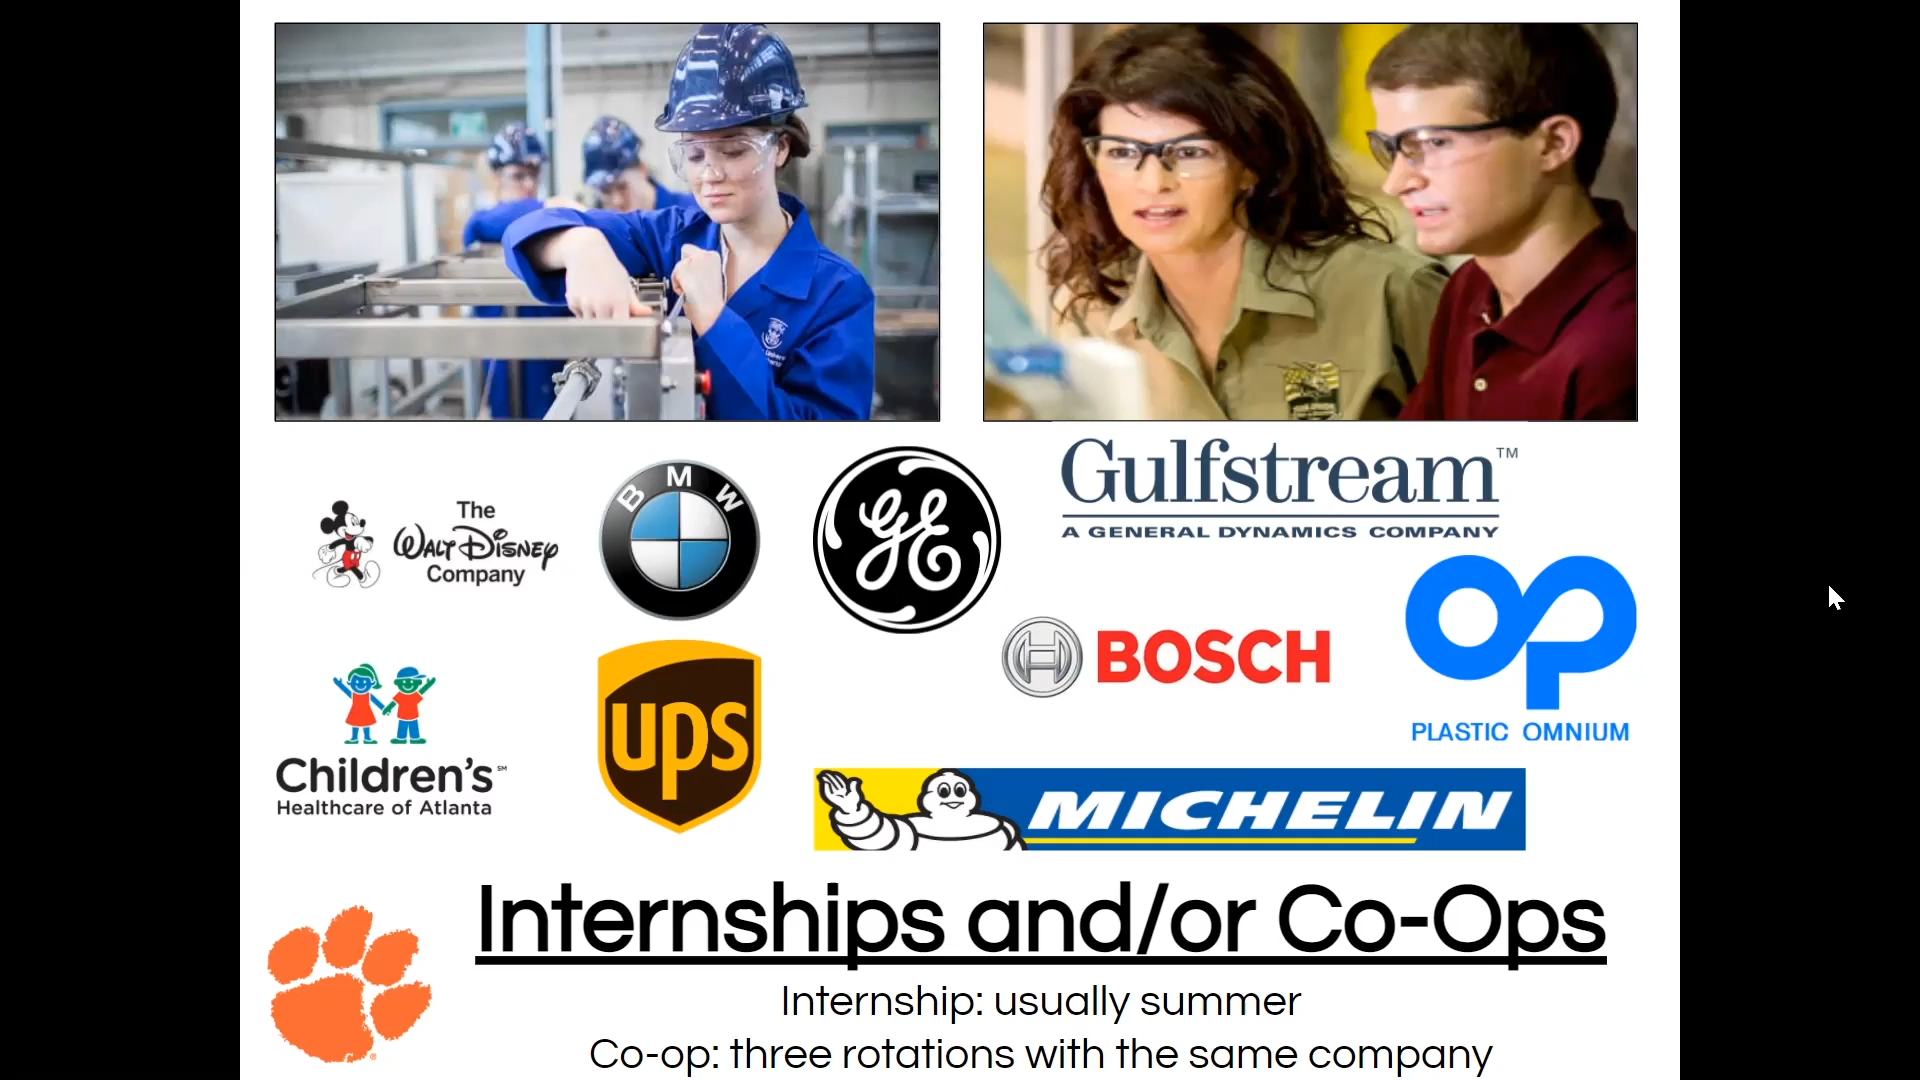 Gulfstream™
A GENERAL DYNAMICS COMPANY
The
WALT DISNEY
Company
BMW
GE
BOSCH
PLASTIC OMNIUM
Children's℠
Healthcare of Atlanta
ups
MICHELIN
Internships and/or Co-Ops
Internship: usually summer
Co-op: three rotations with the same company